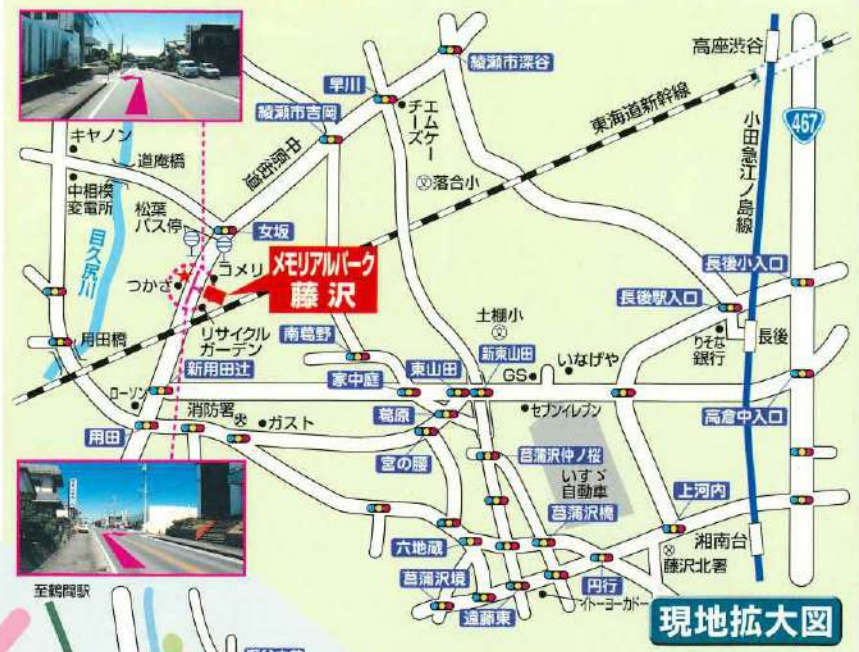 綾瀬市深谷
高座渋谷
早川
綾瀬市吉岡
エムケー
チーズ
東海道新幹線
467
キヤノン
道庵橋
中原街道
小田急江ノ島線
中相模
変電所
落合小
松葉
バス停
女坂
目久尻川
コメリ
メモリアルパーク
藤沢
つかさ
長後小入口
長後駅入口
リサイクル
ガーデン
土棚小
用田橋
南葛野
りそな
銀行
長後
新用田辻
家中庭
東山田
新東山田
GS
いなげや
ローソン
消防署
ガスト
葛原
セブンイレブン
高倉中入口
用田
宮の腰
菖蒲沢仲ノ桜
いすゞ
自動車
上河内
菖蒲沢橋
六地蔵
湘南台
藤沢北署
菖蒲沢境
円行
遠藤東
イトーヨーカドー
至鶴間駅
現地拡大図